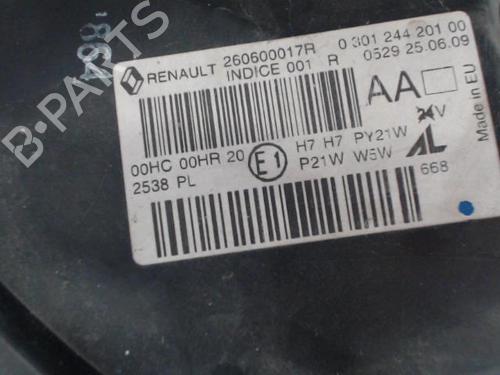 RENAULT 260600017R 0 301 244 201 00
INDICE 001 R 0529 25.06.09
AA
24V
Made in EU
00HC 00HR 20 E1 H7 H7 PY21W AL
2538 PL P21W W5W 668
B-Parts